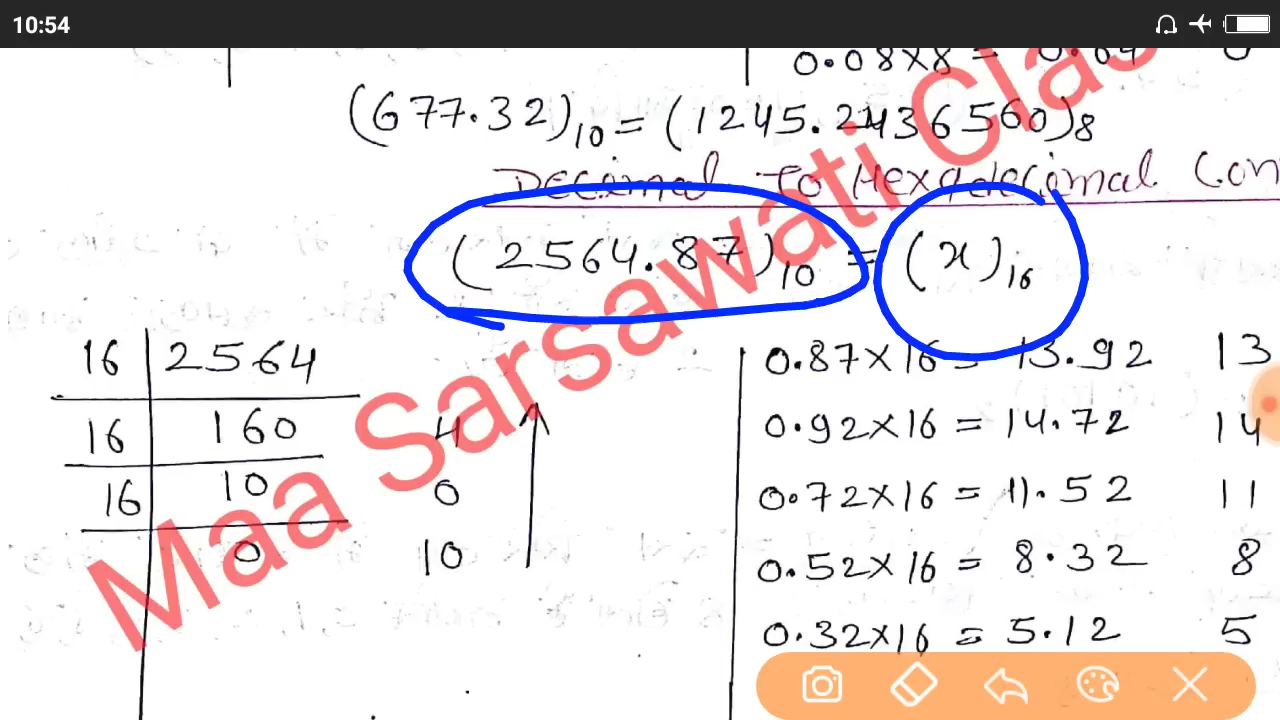 10:54
0.08×8 =
0
(677.32)10 = (1245.2436560)8
Decimal To Hexadecimal Con
(2564.87)10 = (x)16
16 2564
16 160 4
16 10 0
0 10
0.87×16 = 13.92 13
0.92×16 = 14.72 14
0.72×16 = 11.52 11
0.52×16 = 8.32 8
0.32×16 = 5.12 5
Maa Sarsawati Clas